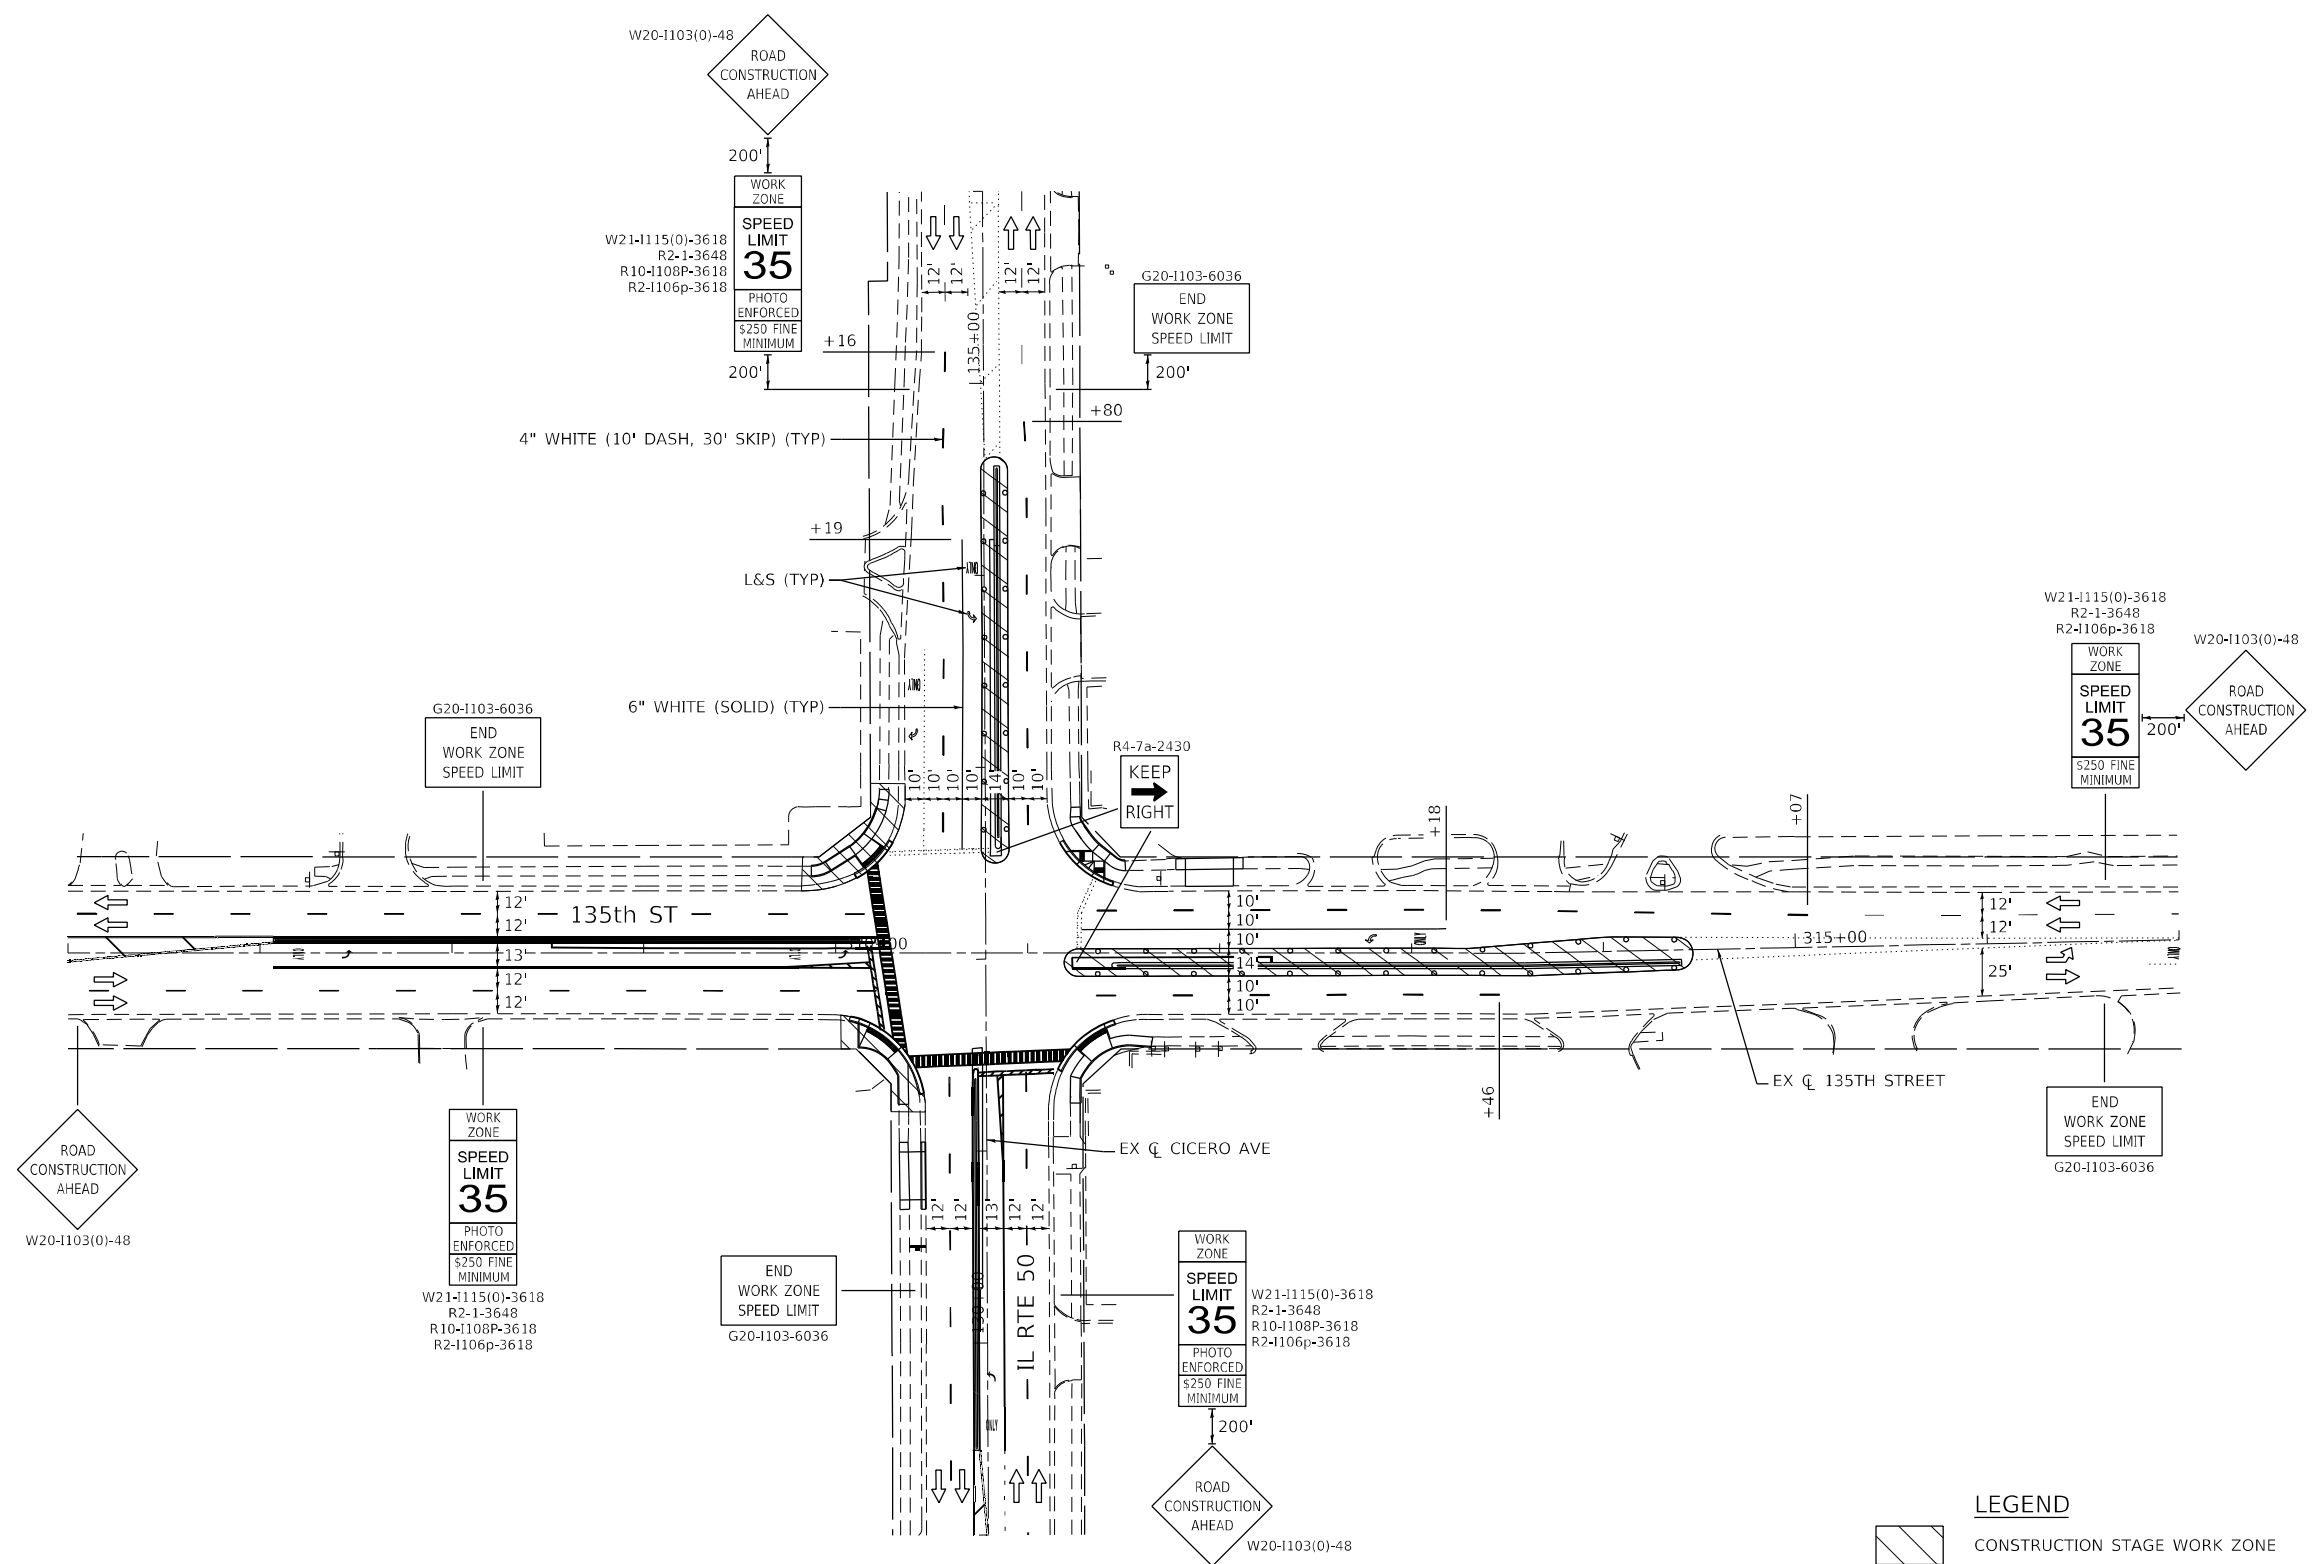 W20-I103(0)-48
ROAD
CONSTRUCTION
AHEAD
200'
WORK
ZONE
SPEED
LIMIT
35
PHOTO
ENFORCED
$250 FINE
MINIMUM
W21-I115(0)-3618
R2-1-3648
R10-I108P-3618
R2-I106p-3618
200'
12'
12'
12'
12'
135+00
G20-I103-6036
END
WORK ZONE
SPEED LIMIT
200'
+16
+80
4" WHITE (10' DASH, 30' SKIP) (TYP)
+19
L&S (TYP)
ONLY
ONLY
6" WHITE (SOLID) (TYP)
10'
10'
10'
10'
14'
10'
10'
R4-7a-2430
KEEP
RIGHT
G20-I103-6036
END
WORK ZONE
SPEED LIMIT
W21-I115(0)-3618
R2-1-3648
R2-I106p-3618
WORK
ZONE
SPEED
LIMIT
35
$250 FINE
MINIMUM
200'
W20-I103(0)-48
ROAD
CONSTRUCTION
AHEAD
+18
+07
12'
12'
13'
12'
12'
135th ST
ONLY
ONLY
10'
10'
10'
14'
10'
10'
ONLY
315+00
12'
12'
25'
ONLY
+46
EX ℄ 135TH STREET
END
WORK ZONE
SPEED LIMIT
G20-I103-6036
ROAD
CONSTRUCTION
AHEAD
W20-I103(0)-48
WORK
ZONE
SPEED
LIMIT
35
PHOTO
ENFORCED
$250 FINE
MINIMUM
W21-I115(0)-3618
R2-1-3648
R10-I108P-3618
R2-I106p-3618
EX ℄ CICERO AVE
12'
12'
13'
12'
12'
END
WORK ZONE
SPEED LIMIT
G20-I103-6036
130+00
IL RTE 50
ONLY
WORK
ZONE
SPEED
LIMIT
35
PHOTO
ENFORCED
$250 FINE
MINIMUM
W21-I115(0)-3618
R2-1-3648
R10-I108P-3618
R2-I106p-3618
200'
ROAD
CONSTRUCTION
AHEAD
W20-I103(0)-48
LEGEND
CONSTRUCTION STAGE WORK ZONE